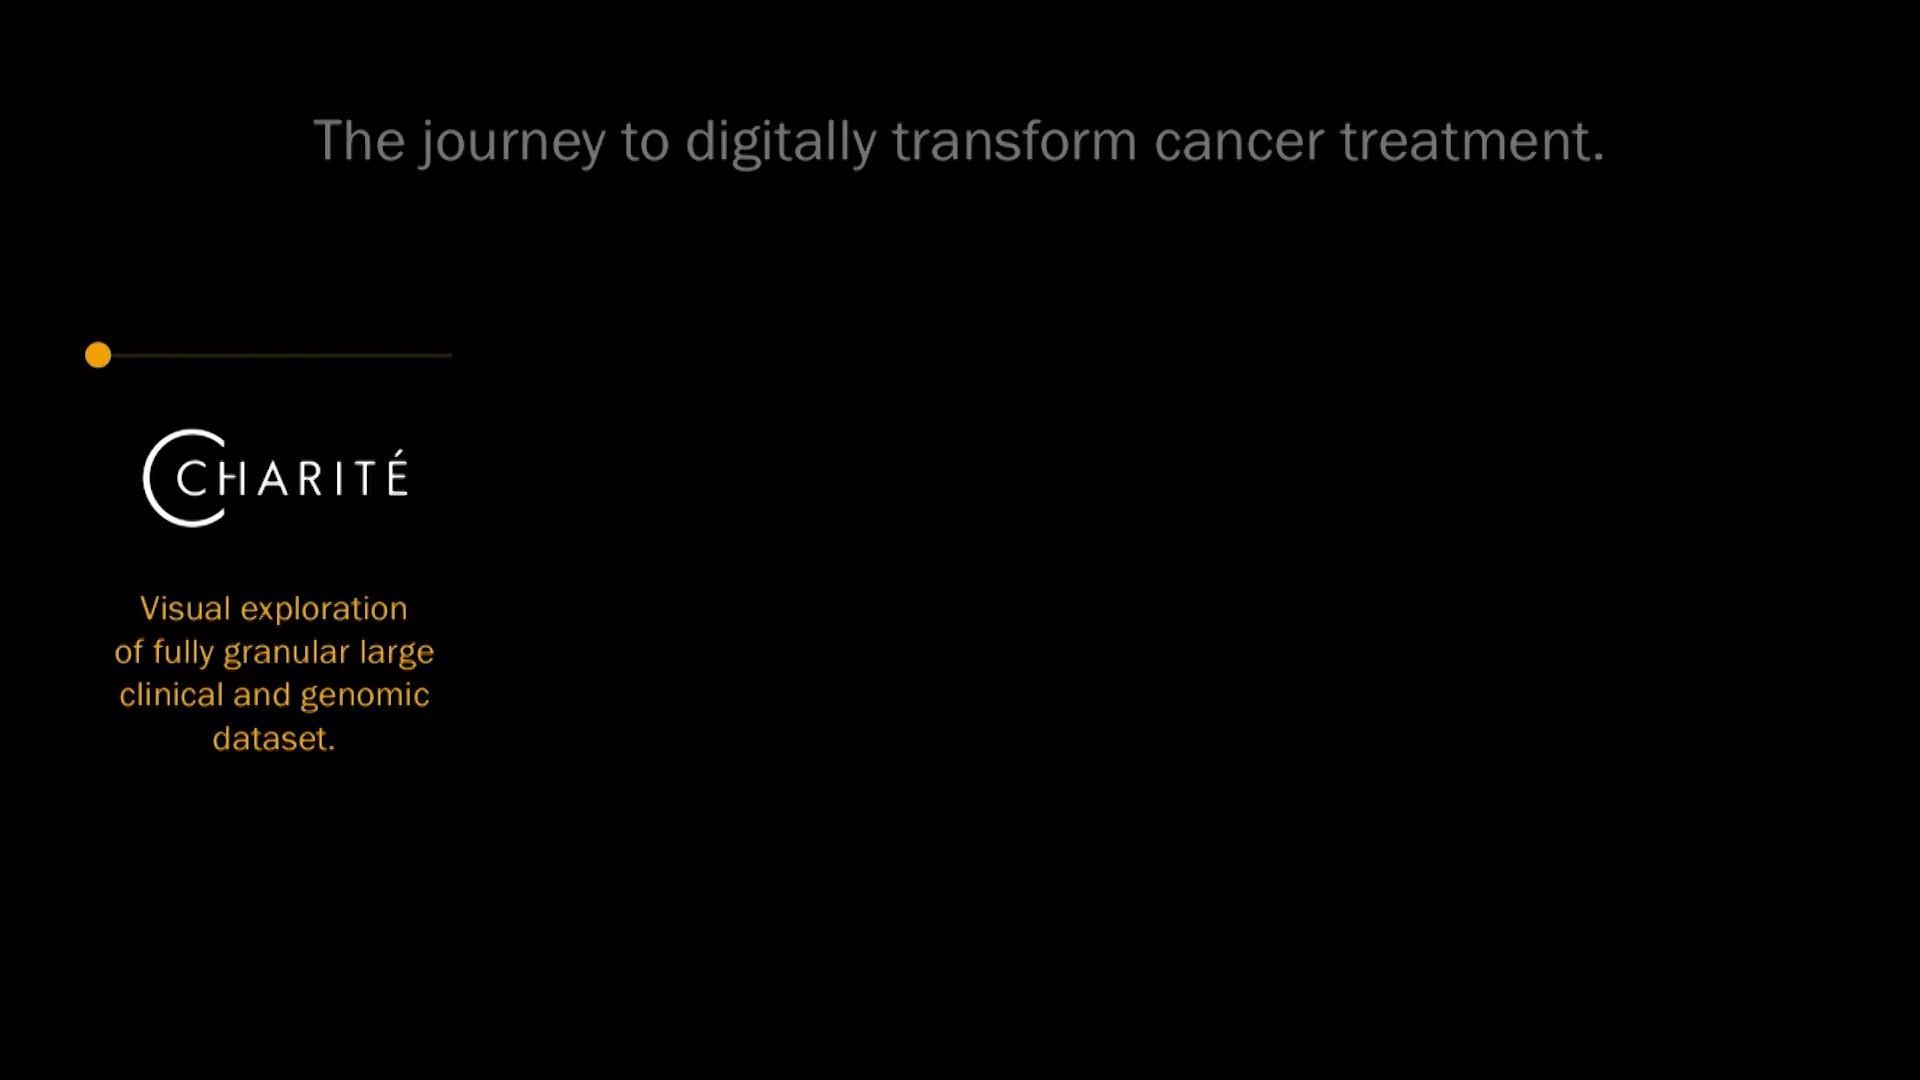 The journey to digitally transform cancer treatment.
CHARITÉ
Visual exploration
of fully granular large
clinical and genomic
dataset.